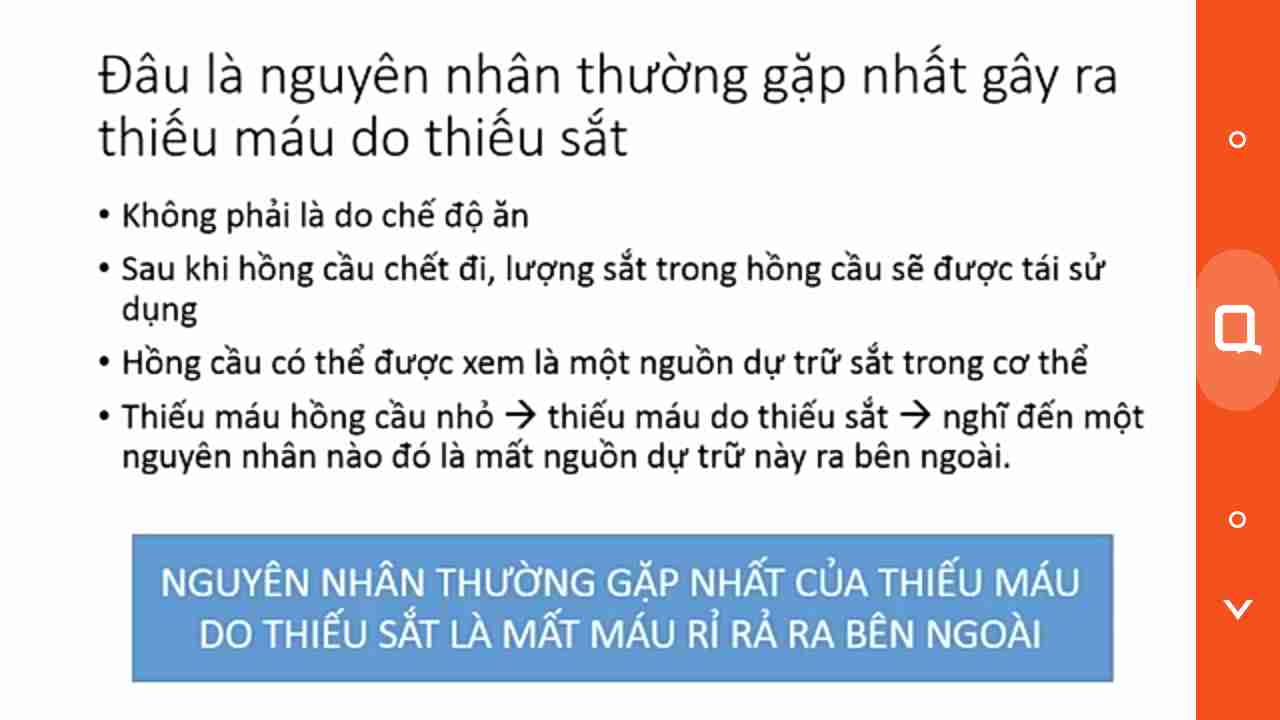 Đâu là nguyên nhân thường gặp nhất gây ra
thiếu máu do thiếu sắt
• Không phải là do chế độ ăn
• Sau khi hồng cầu chết đi, lượng sắt trong hồng cầu sẽ được tái sử
dụng
• Hồng cầu có thể được xem là một nguồn dự trữ sắt trong cơ thể
• Thiếu máu hồng cầu nhỏ → thiếu máu do thiếu sắt → nghĩ đến một
nguyên nhân nào đó là mất nguồn dự trữ này ra bên ngoài.
NGUYÊN NHÂN THƯỜNG GẶP NHẤT CỦA THIẾU MÁU
DO THIẾU SẮT LÀ MẤT MÁU RỈ RẢ RA BÊN NGOÀI